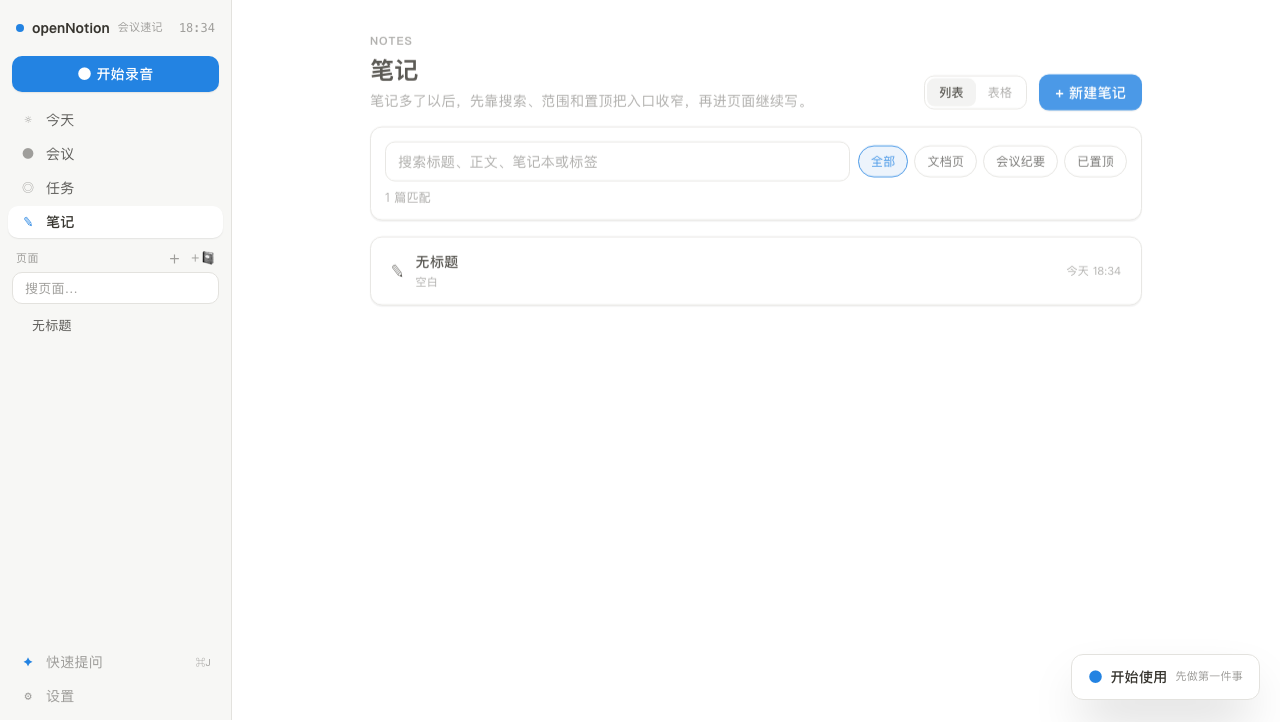 openNotion 会议速记 18:34
开始录音
今天
会议
任务
笔记
页面 + +
搜页面...
无标题
快速提问 ⌘J
设置
NOTES
笔记
笔记多了以后，先靠搜索、范围和置顶把入口收窄，再进页面继续写。
列表 表格 + 新建笔记
搜索标题、正文、笔记本或标签 全部 文档页 会议纪要 已置顶
1 篇匹配
无标题
空白
今天 18:34
开始使用 先做第一件事